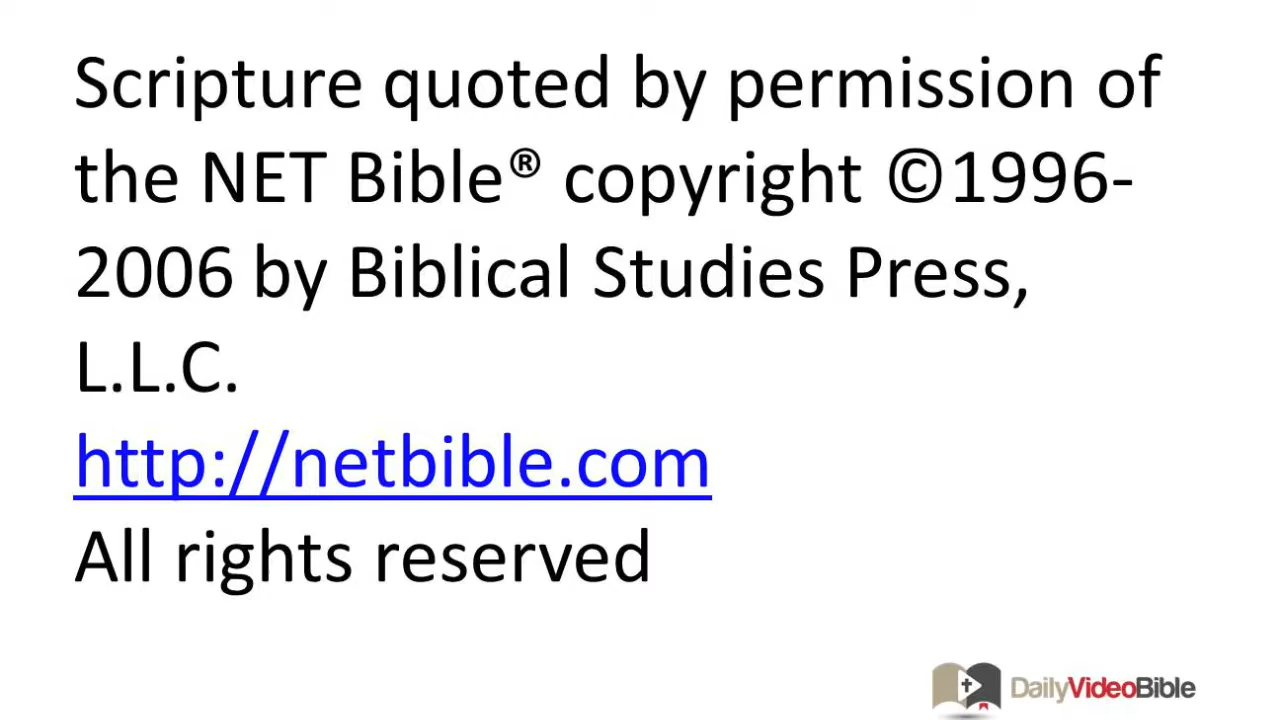 Scripture quoted by permission of
the NET Bible® copyright ©1996-
2006 by Biblical Studies Press,
L.L.C.
http://netbible.com
All rights reserved
DailyVideoBible